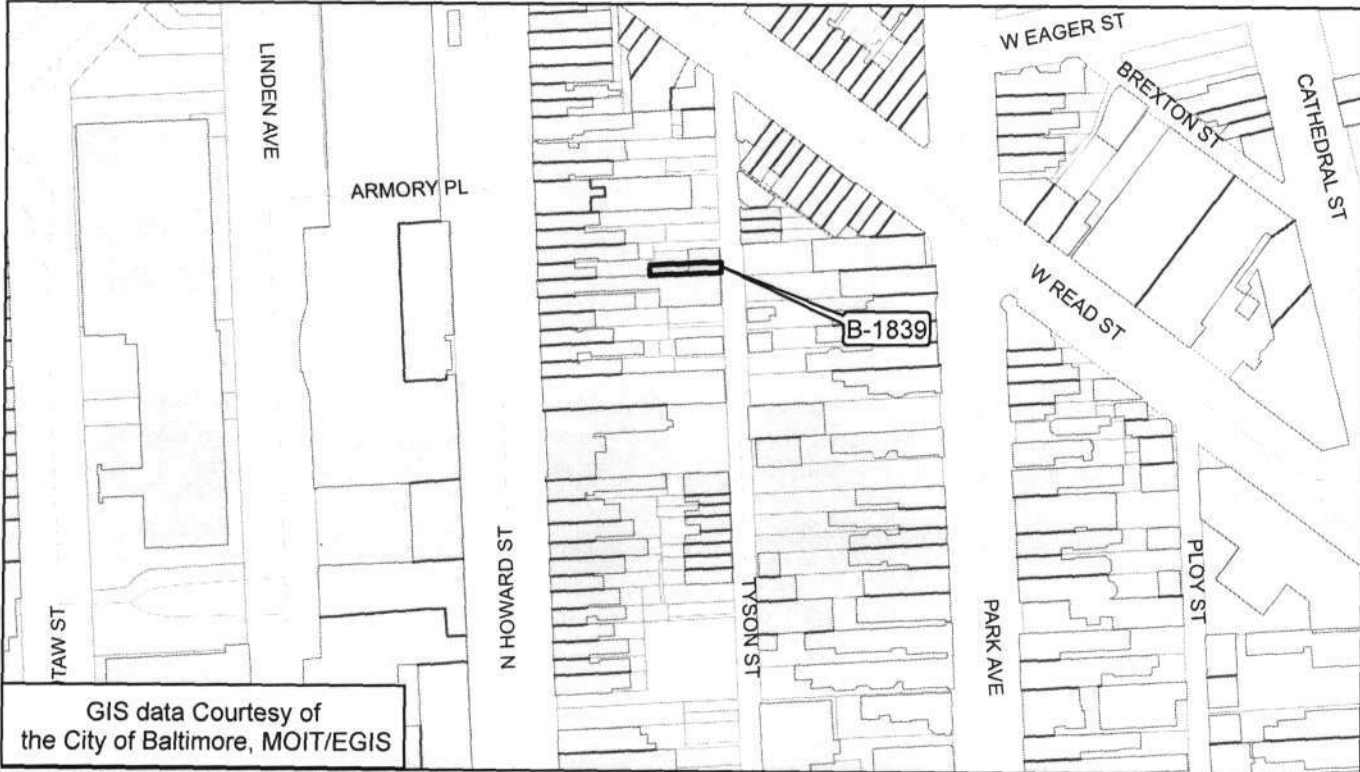 W EAGER ST
LINDEN AVE
BREXTON ST
CATHEDRAL ST
ARMORY PL
W READ ST
B-1839
N HOWARD ST
TYSON ST
PARK AVE
PLOY ST
TAW ST
GIS data Courtesy of
the City of Baltimore, MOIT/EGIS